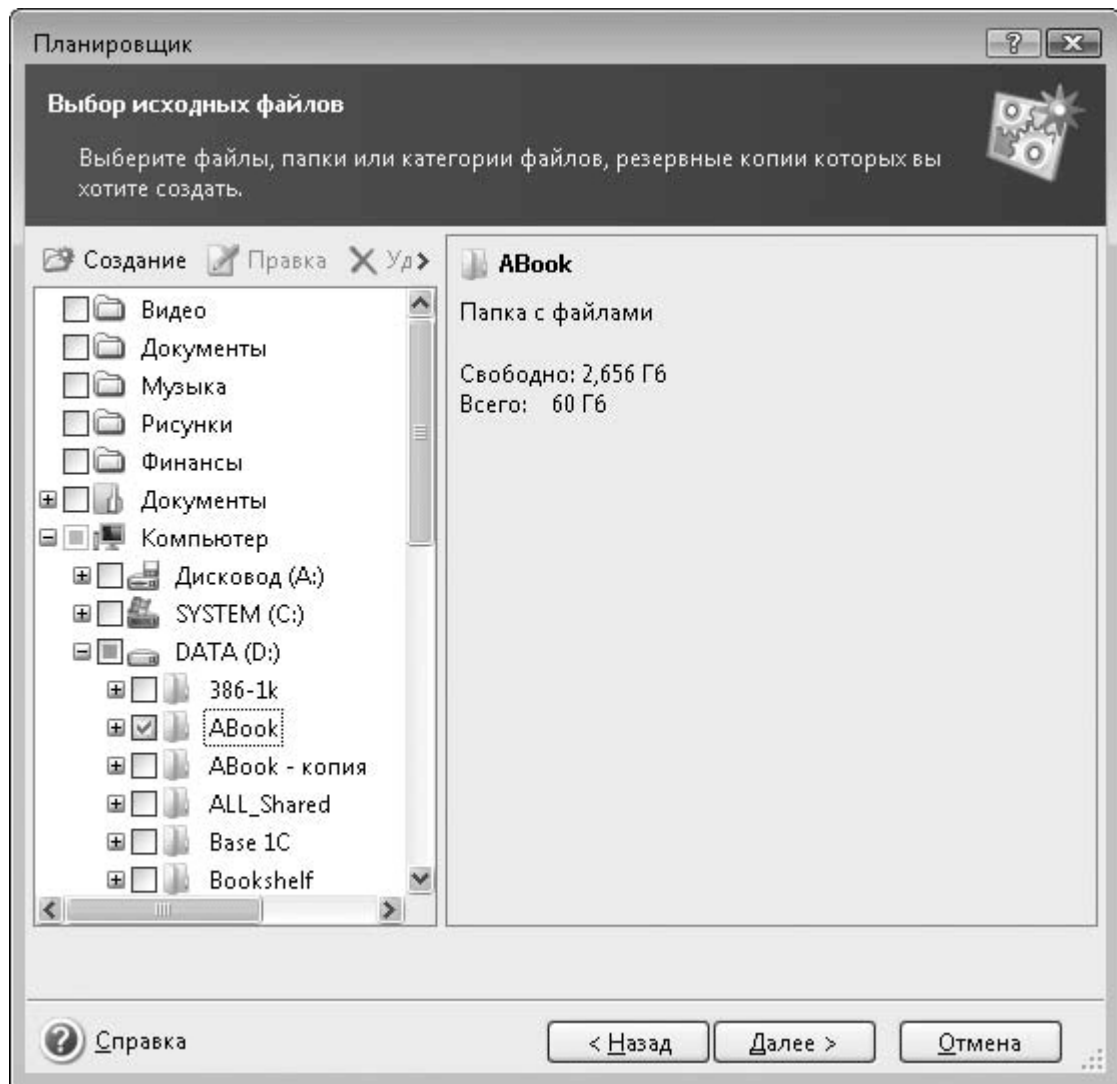 Планировщик
Выбор исходных файлов
Выберите файлы, папки или категории файлов, резервные копии которых вы
хотите создать.
Создание Правка Уд
Видео
Документы
Музыка
Рисунки
Финансы
Документы
Компьютер
Дисковод (A:)
SYSTEM (C:)
DATA (D:)
386-1k
ABook
ABook - копия
ALL_Shared
Base 1C
Bookshelf
ABook
Папка с файлами
Свободно: 2,656 Гб
Всего: 60 Гб
Справка
< Назад
Далее >
Отмена